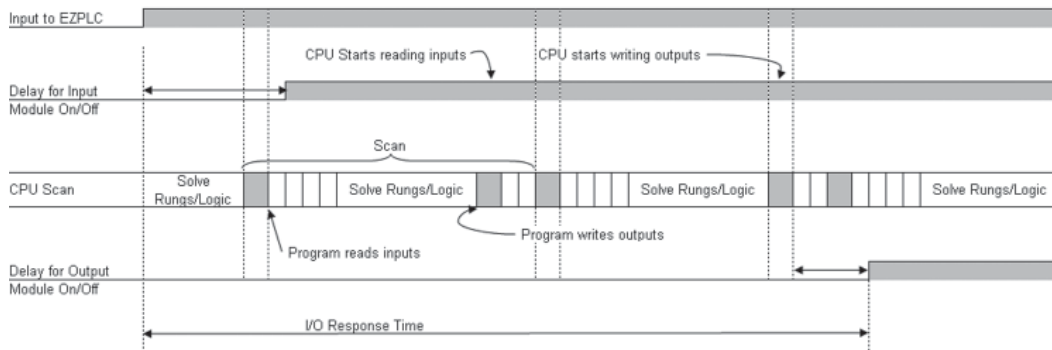 Input to EZPLC
CPU Starts reading inputs
CPU starts writing outputs
Delay for Input
Module On/Off
Scan
CPU Scan
Solve
Rungs/Logic
Solve Rungs/Logic
Solve Rungs/Logic
Solve Rungs/Logic
Program writes outputs
Program reads inputs
Delay for Output
Module On/Off
I/O Response Time